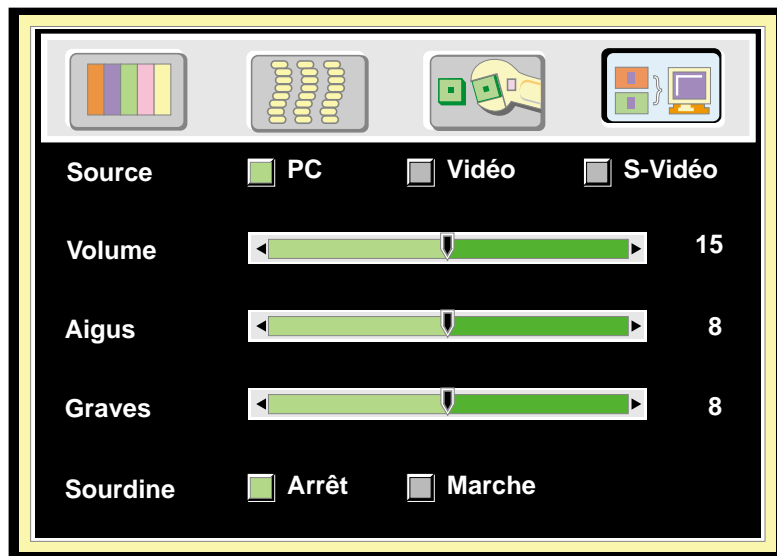 Source PC Vidéo S-Vidéo
Volume 15
Aigus 8
Graves 8
Sourdine Arrêt Marche